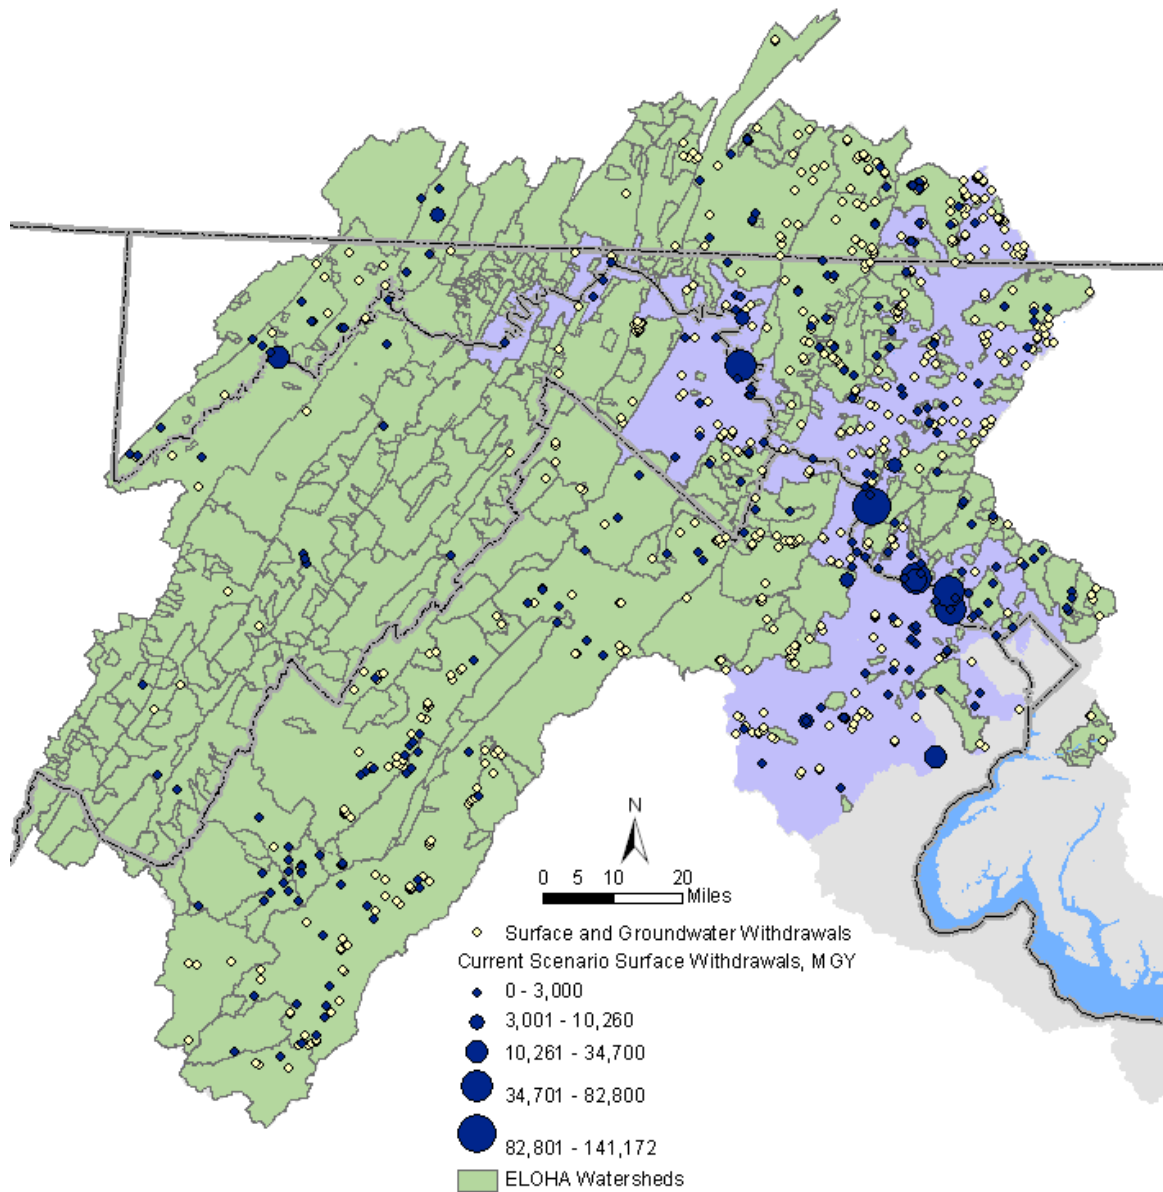 N
0 5 10 20
Miles
Surface and Groundwater Withdrawals
Current Scenario Surface Withdrawals, MGY
0 - 3,000
3,001 - 10,260
10,261 - 34,700
34,701 - 82,800
82,801 - 141,172
ELOHA Watersheds